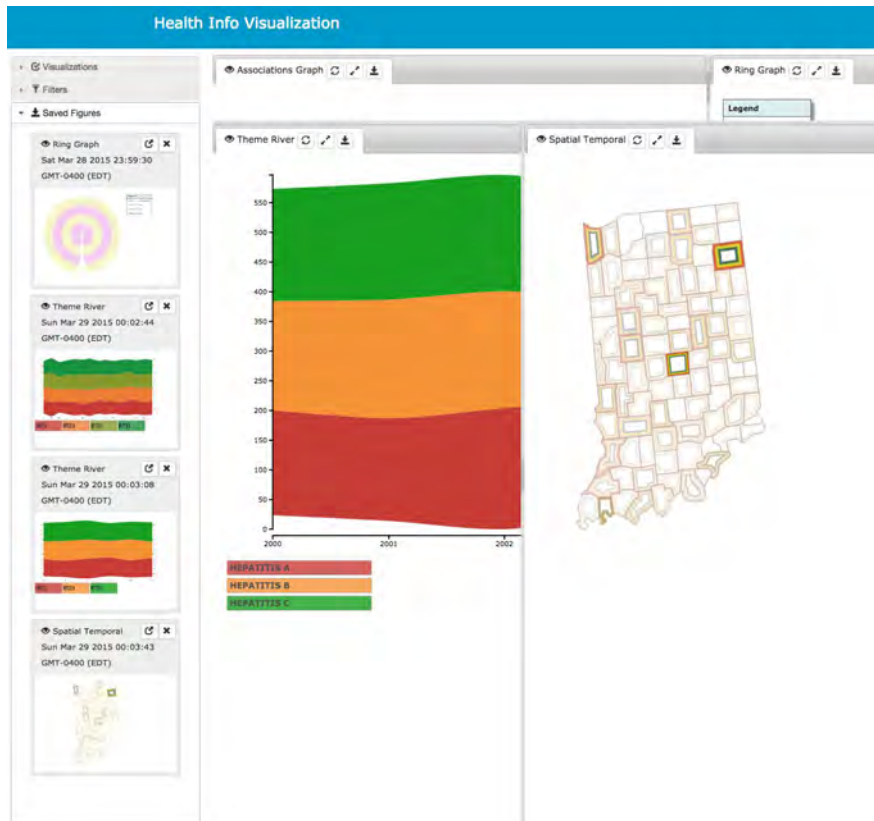 Health Info Visualization
Visualizations
Filters
Saved Figures
Ring Graph
Sat Mar 28 2015 23:59:30
GMT-0400 (EDT)
Theme River
Sun Mar 29 2015 00:02:44
GMT-0400 (EDT)
Theme River
Sun Mar 29 2015 00:03:08
GMT-0400 (EDT)
Spatial Temporal
Sun Mar 29 2015 00:03:43
GMT-0400 (EDT)
Associations Graph
Ring Graph
Legend
Theme River
550
500
450
400
350
300
250
200
150
100
50
0
2000 2001 2002
HEPATITIS A
HEPATITIS B
HEPATITIS C
Spatial Temporal